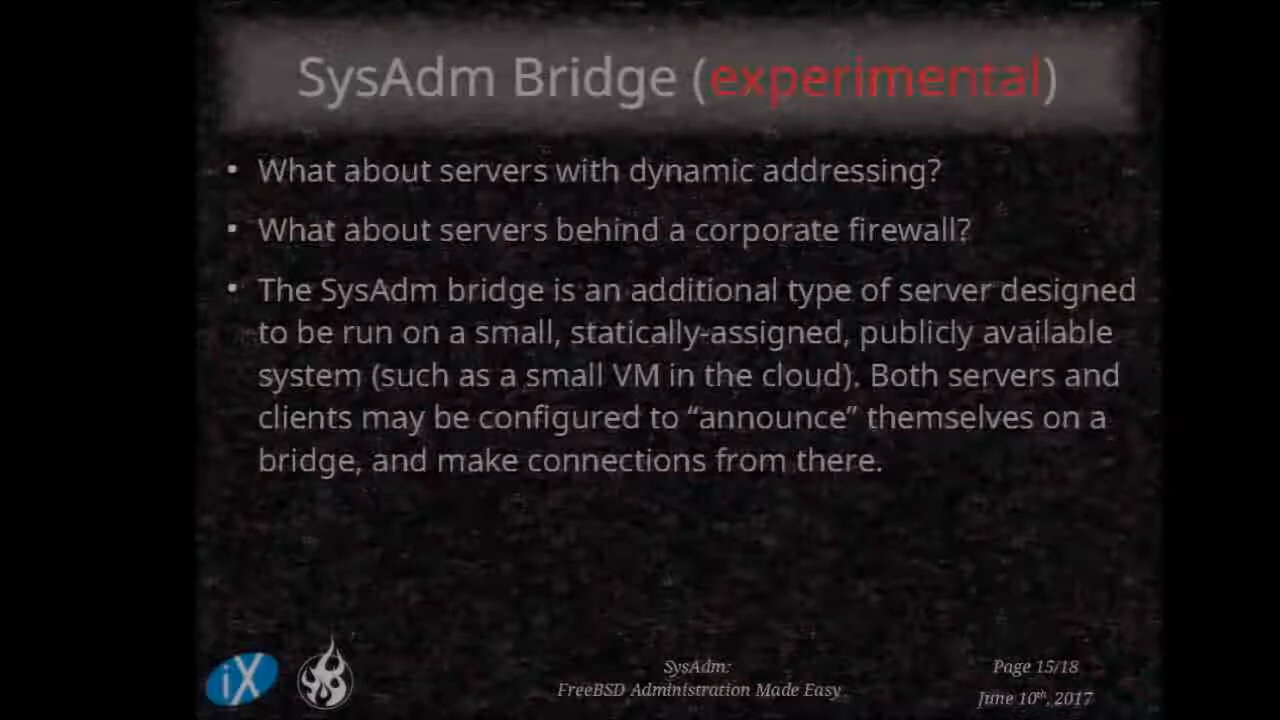 SysAdm Bridge (experimental)
• What about servers with dynamic addressing?
• What about servers behind a corporate firewall?
• The SysAdm bridge is an additional type of server designed
to be run on a small, statically-assigned, publicly available
system (such as a small VM in the cloud). Both servers and
clients may be configured to “announce” themselves on a
bridge, and make connections from there.
iX
SysAdm:
FreeBSD Administration Made Easy
Page 15/18
June 10th, 2017